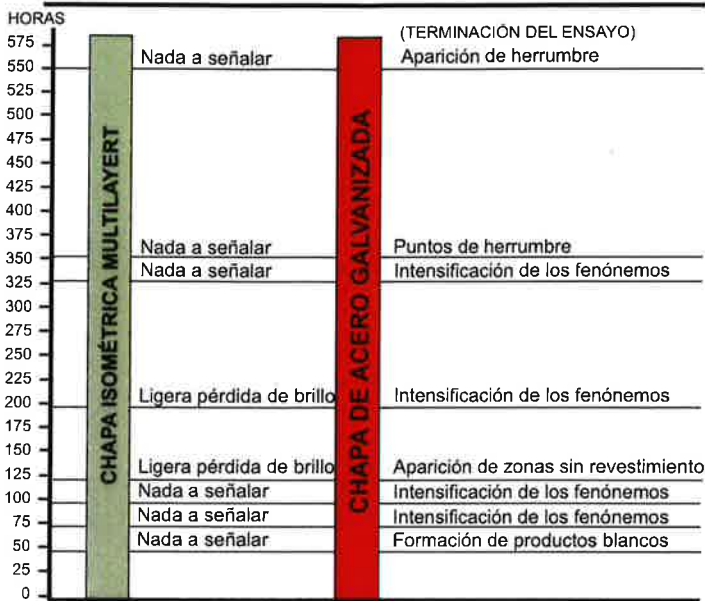 HORAS
(TERMINACIÓN DEL ENSAYO)
575
Nada a señalar Aparición de herrumbre
550
525
500
475
450
425
400
375
Nada a señalar Puntos de herrumbre
350
Nada a señalar Intensificación de los fenónemos
325
300
275
250
225
Ligera pérdida de brillo Intensificación de los fenónemos
200
175
150
Ligera pérdida de brillo Aparición de zonas sin revestimiento
125
Nada a señalar Intensificación de los fenónemos
100
Nada a señalar Intensificación de los fenónemos
75
Nada a señalar Formación de productos blancos
50
25
0
CHAPA ISOMÉTRICA MULTILAYERT
CHAPA DE ACERO GALVANIZADA